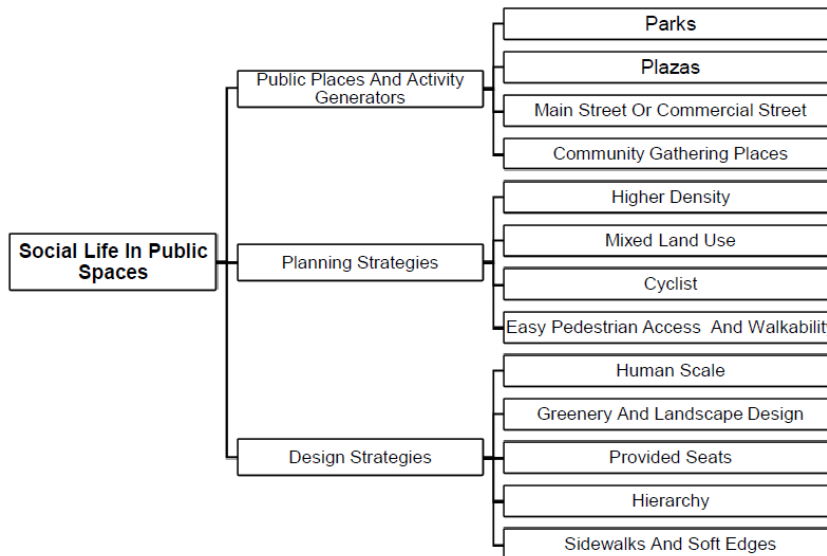 Parks
Public Places And Activity
Generators
Plazas
Main Street Or Commercial Street
Community Gathering Places
Higher Density
Social Life In Public
Spaces
Planning Strategies
Mixed Land Use
Cyclist
Easy Pedestrian Access And Walkability
Human Scale
Greenery And Landscape Design
Design Strategies
Provided Seats
Hierarchy
Sidewalks And Soft Edges